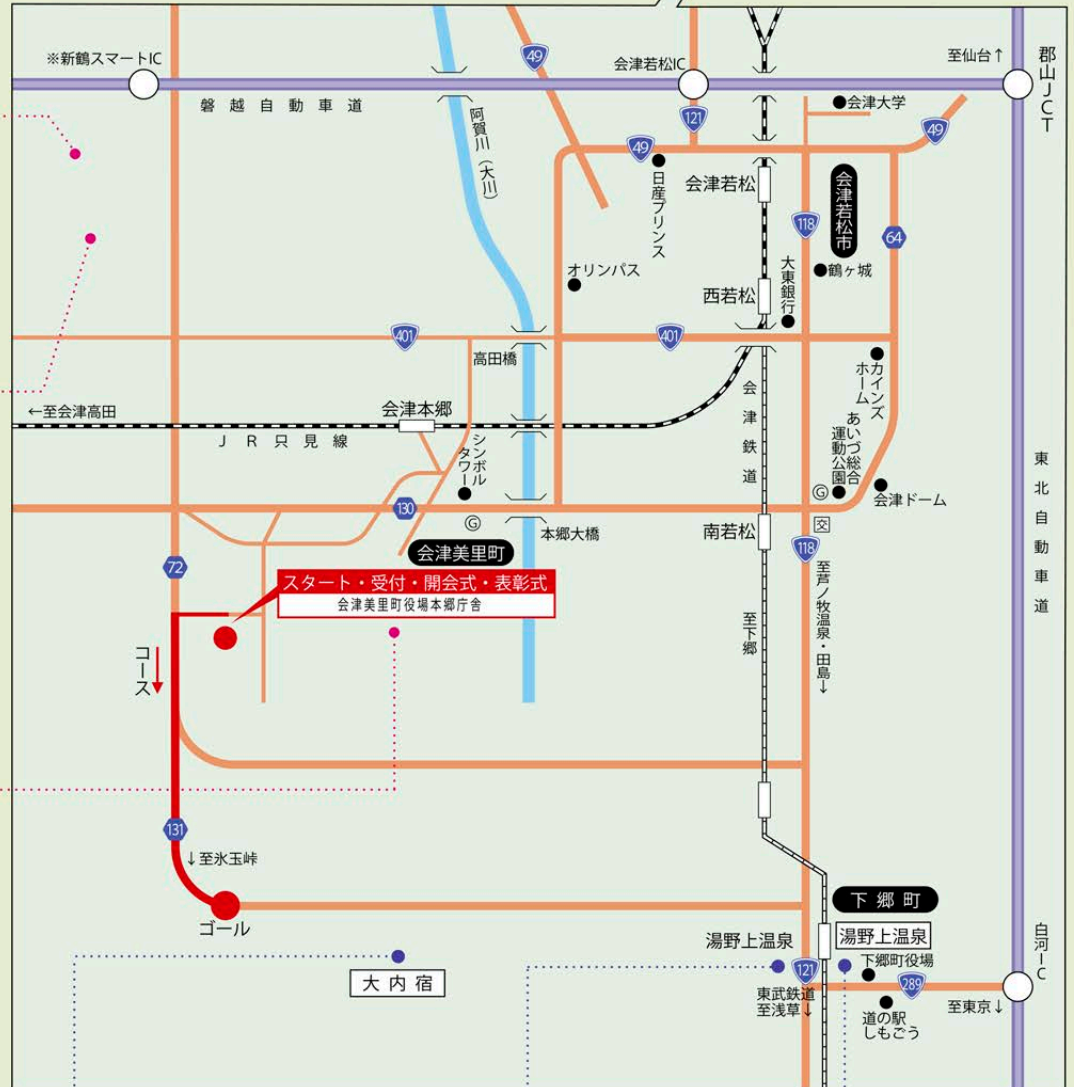 ※新鶴スマートIC
49
会津若松IC
至仙台↑
郡山JCT
磐越自動車道
阿賀川（大川）
121
会津大学
49
49
会津若松
日産プリンス
会津若松市
118
64
オリンパス
大東銀行
鶴ヶ城
西若松
401
401
高田橋
カインズ
ホーム
←至会津高田
会津本郷
会津鉄道
JR只見線
シンボル
タワー
あいづ総合
運動公園
G
会津ドーム
東北自動車道
130
G
本郷大橋
南若松
交
118
会津美里町
72
スタート・受付・開会式・表彰式
会津美里町役場本郷庁舎
至芦ノ牧温泉・田島↓
至下郷
コース
131
↓至氷玉峠
ゴール
下郷町
湯野上温泉
湯野上温泉
白河IC
大内宿
121
下郷町役場
289
東武鉄道
至浅草↓
道の駅
しもごう
至東京↓